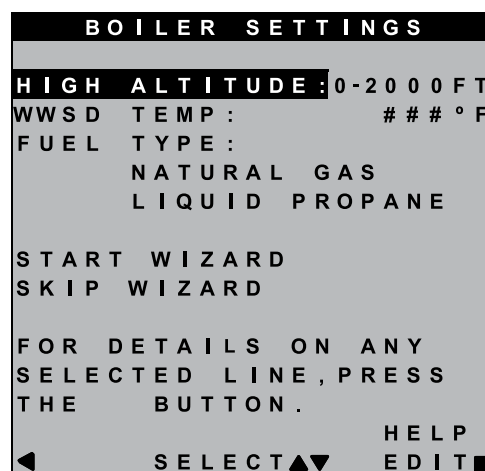 BOILER SETTINGS
HIGH ALTITUDE:0-2000FT
WWSD TEMP: ###ºF
FUEL TYPE:
NATURAL GAS
LIQUID PROPANE
START WIZARD
SKIP WIZARD
FOR DETAILS ON ANY
SELECTED LINE,PRESS
THE BUTTON.
HELP
◀ SELECT▲▼ EDIT■